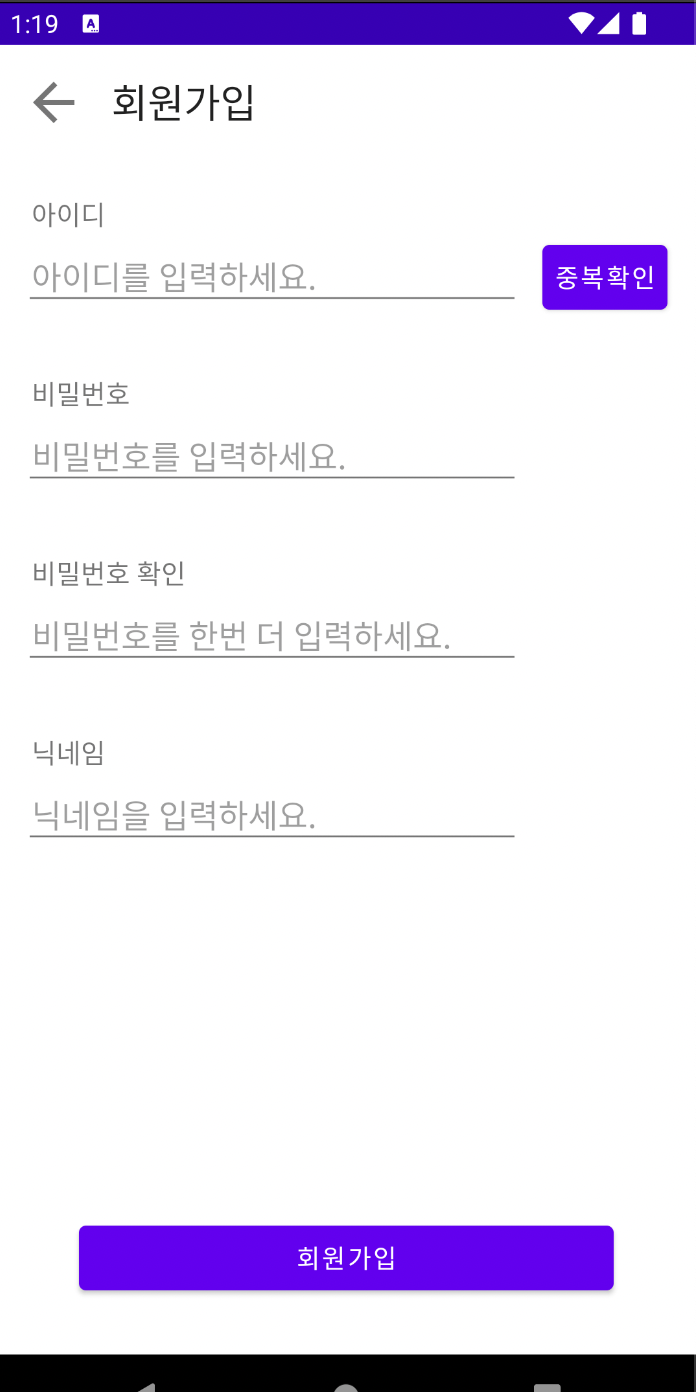 1:19 A
회원가입
아이디
아이디를 입력하세요.
중복확인
비밀번호
비밀번호를 입력하세요.
비밀번호 확인
비밀번호를 한번 더 입력하세요.
닉네임
닉네임을 입력하세요.
회원가입